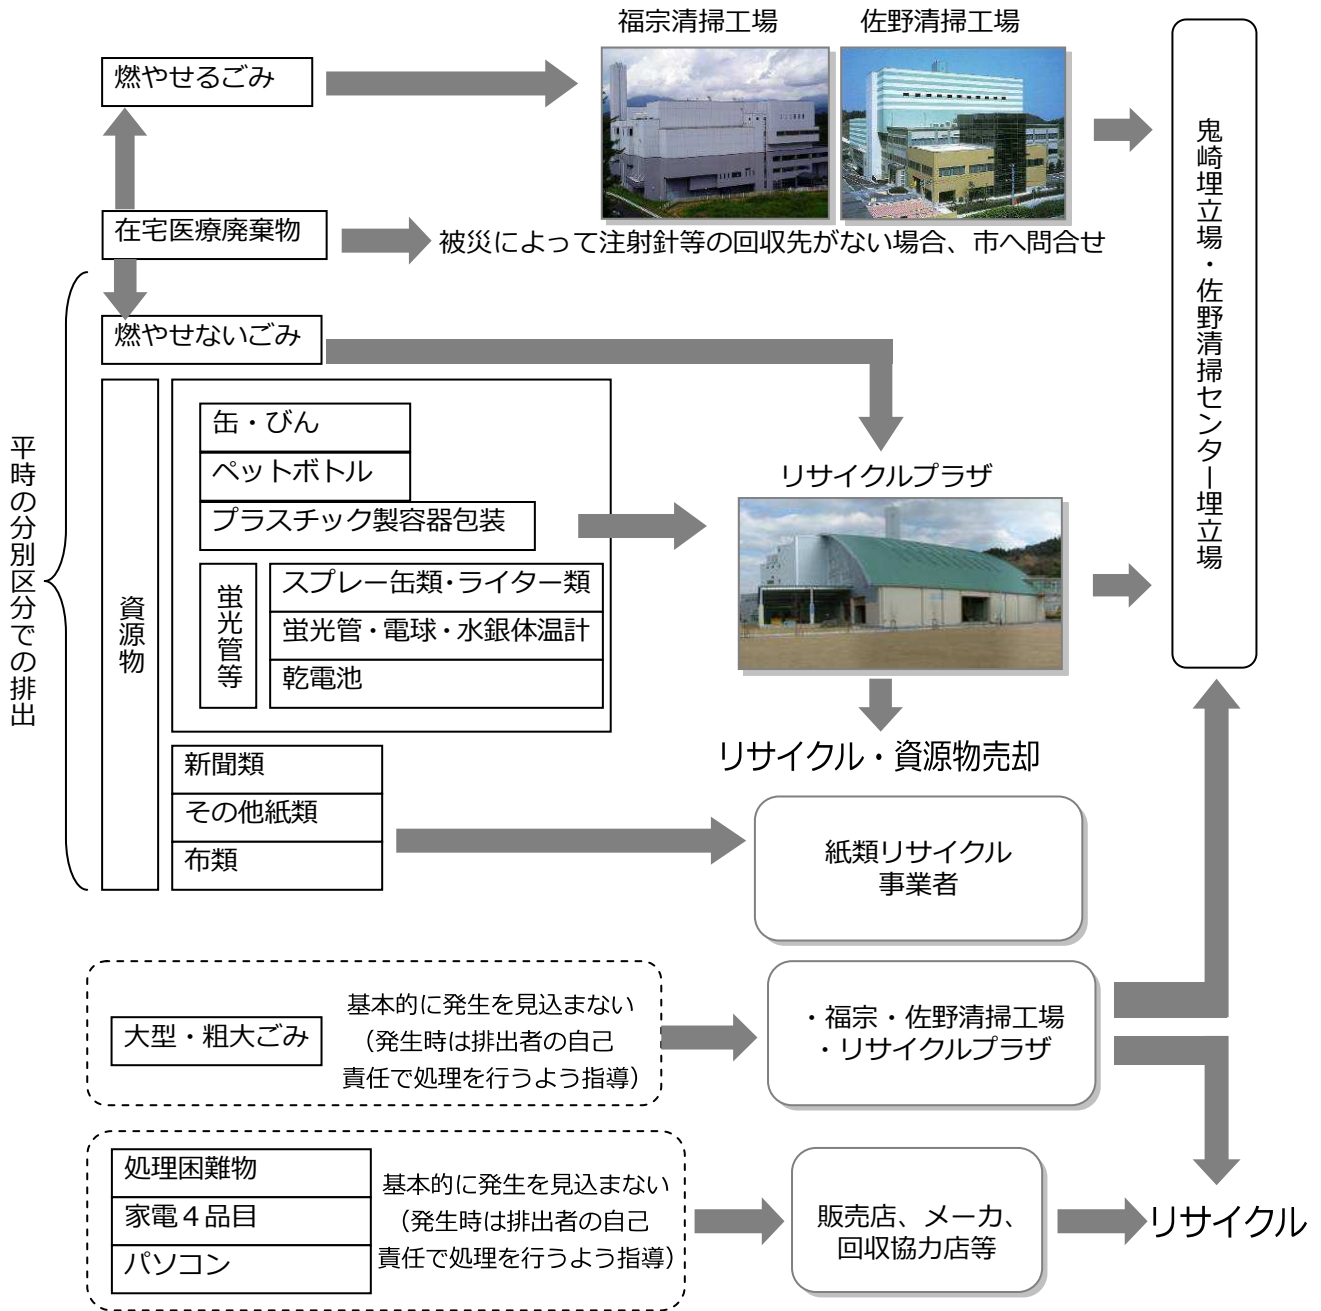 福宗清掃工場
佐野清掃工場
燃やせるごみ
在宅医療廃棄物
被災によって注射針等の回収先がない場合、市へ問合せ
鬼崎埋立場・佐野清掃センター埋立場
燃やせないごみ
平時の分別区分での排出
資源物
缶・びん
ペットボトル
プラスチック製容器包装
蛍光管等
スプレー缶類・ライター類
蛍光管・電球・水銀体温計
乾電池
リサイクルプラザ
リサイクル・資源物売却
新聞類
その他紙類
布類
紙類リサイクル
事業者
大型・粗大ごみ
基本的に発生を見込まない
（発生時は排出者の自己
責任で処理を行うよう指導）
・福宗・佐野清掃工場
・リサイクルプラザ
処理困難物
家電４品目
パソコン
基本的に発生を見込まない
（発生時は排出者の自己
責任で処理を行うよう指導）
販売店、メーカ、
回収協力店等
リサイクル